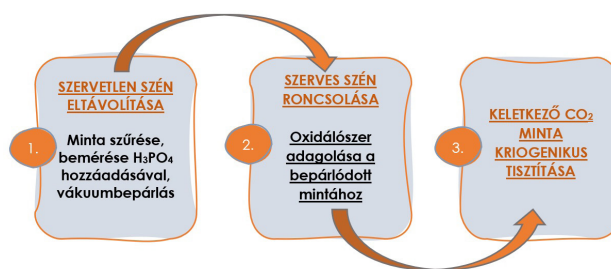 SZERVETLEN SZÉN
ELTÁVOLÍTÁSA
1.
Minta szűrése,
bemérése H₃PO₄
hozzáadásával,
vákuumbepárlás
SZERVES SZÉN
RONCSOLÁSA
2.
Oxidálószer
adagolása a
bepárlódott
mintához
KELETKEZŐ CO₂
MINTA
3.
KRIOGENIKUS
TISZTÍTÁSA